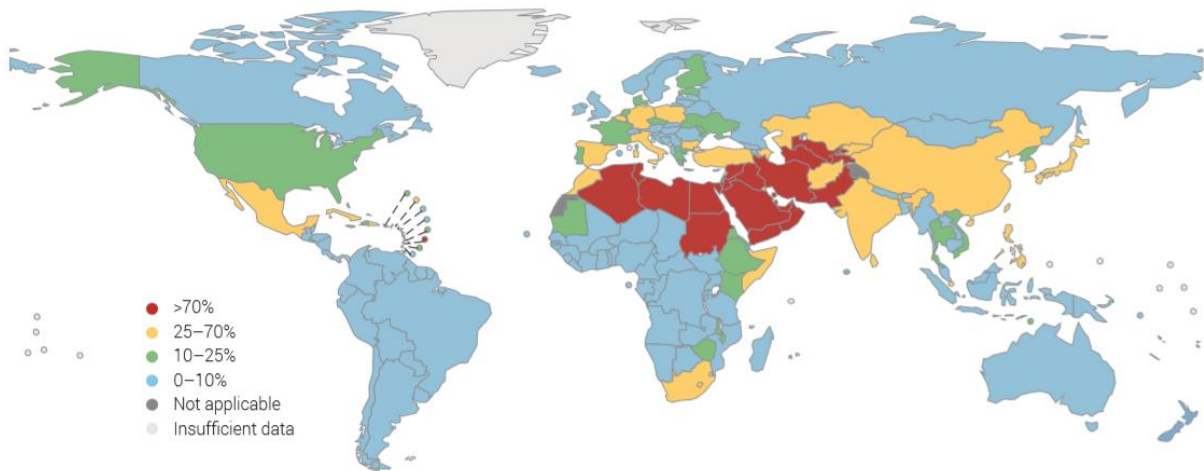 >70%
25–70%
10–25%
0–10%
Not applicable
Insufficient data